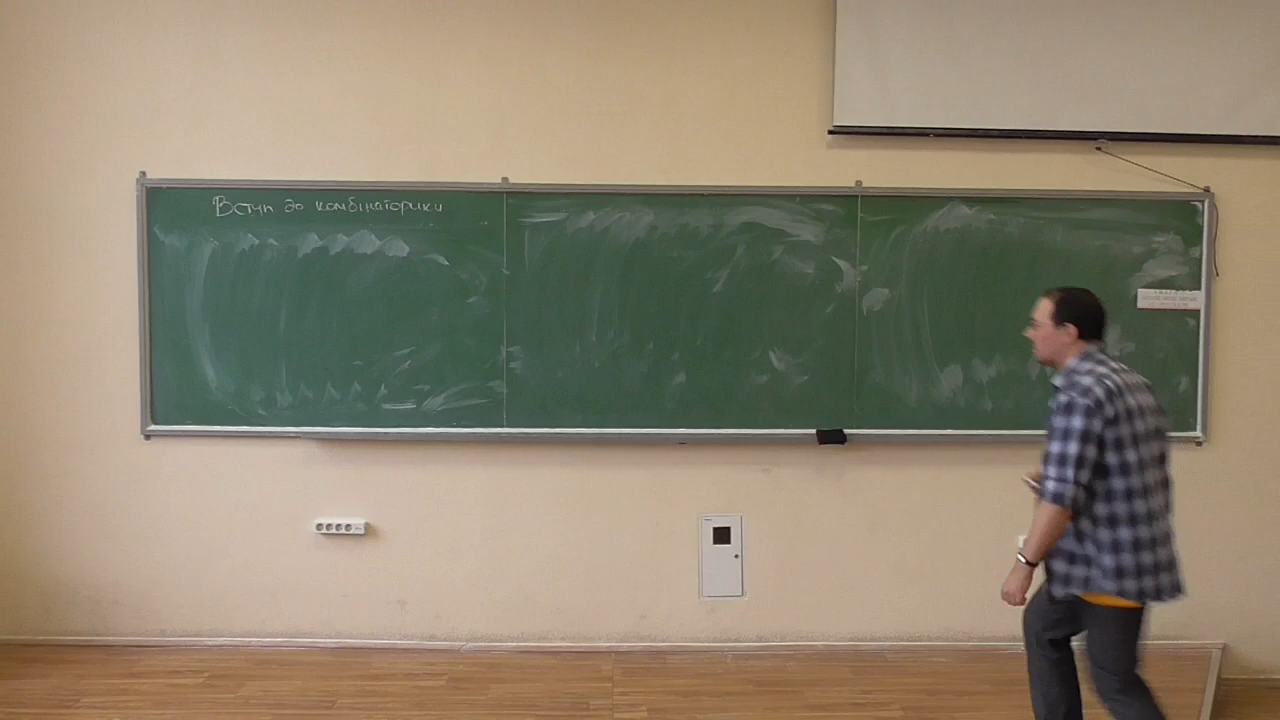 Вступ до комбінаторики